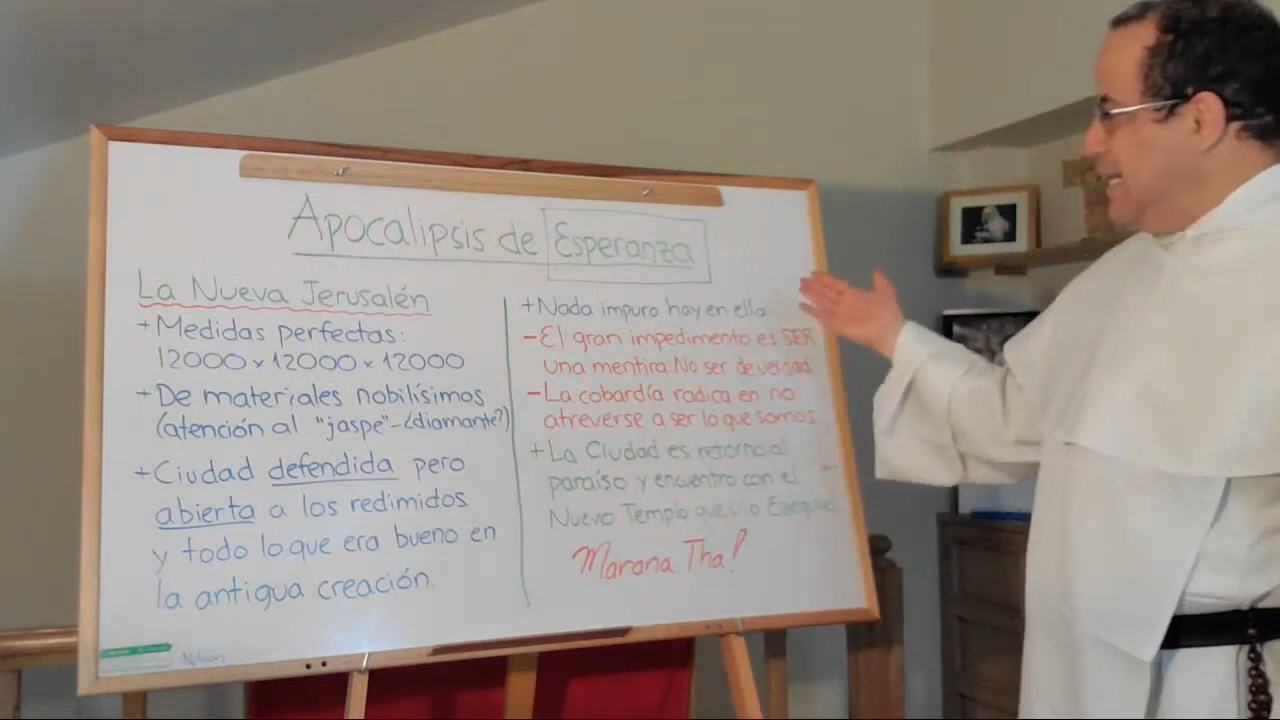 Apocalipsis de Esperanza
La Nueva Jerusalén
+Medidas perfectas:
12000 x 12000 x 12000
+De materiales nobilísimos
(atención al "jaspe"-¿diamante?)
+Ciudad defendida pero
abierta a los redimidos
y todo lo que era bueno en
la antigua creación.
+Nada impuro hay en ella
-El gran impedimento es SER
una mentira. No ser de verdad
-La cobardía radica en no
atreverse a ser lo que somos
+La Ciudad es retorno al
paraíso y encuentro con el
Nuevo Templo que vio Ezequiel
Marana Tha!
Nelson